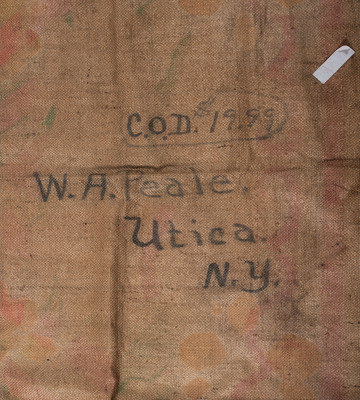 C.O.D. $19.99
W. A. Peale.
Utica.
N.Y.